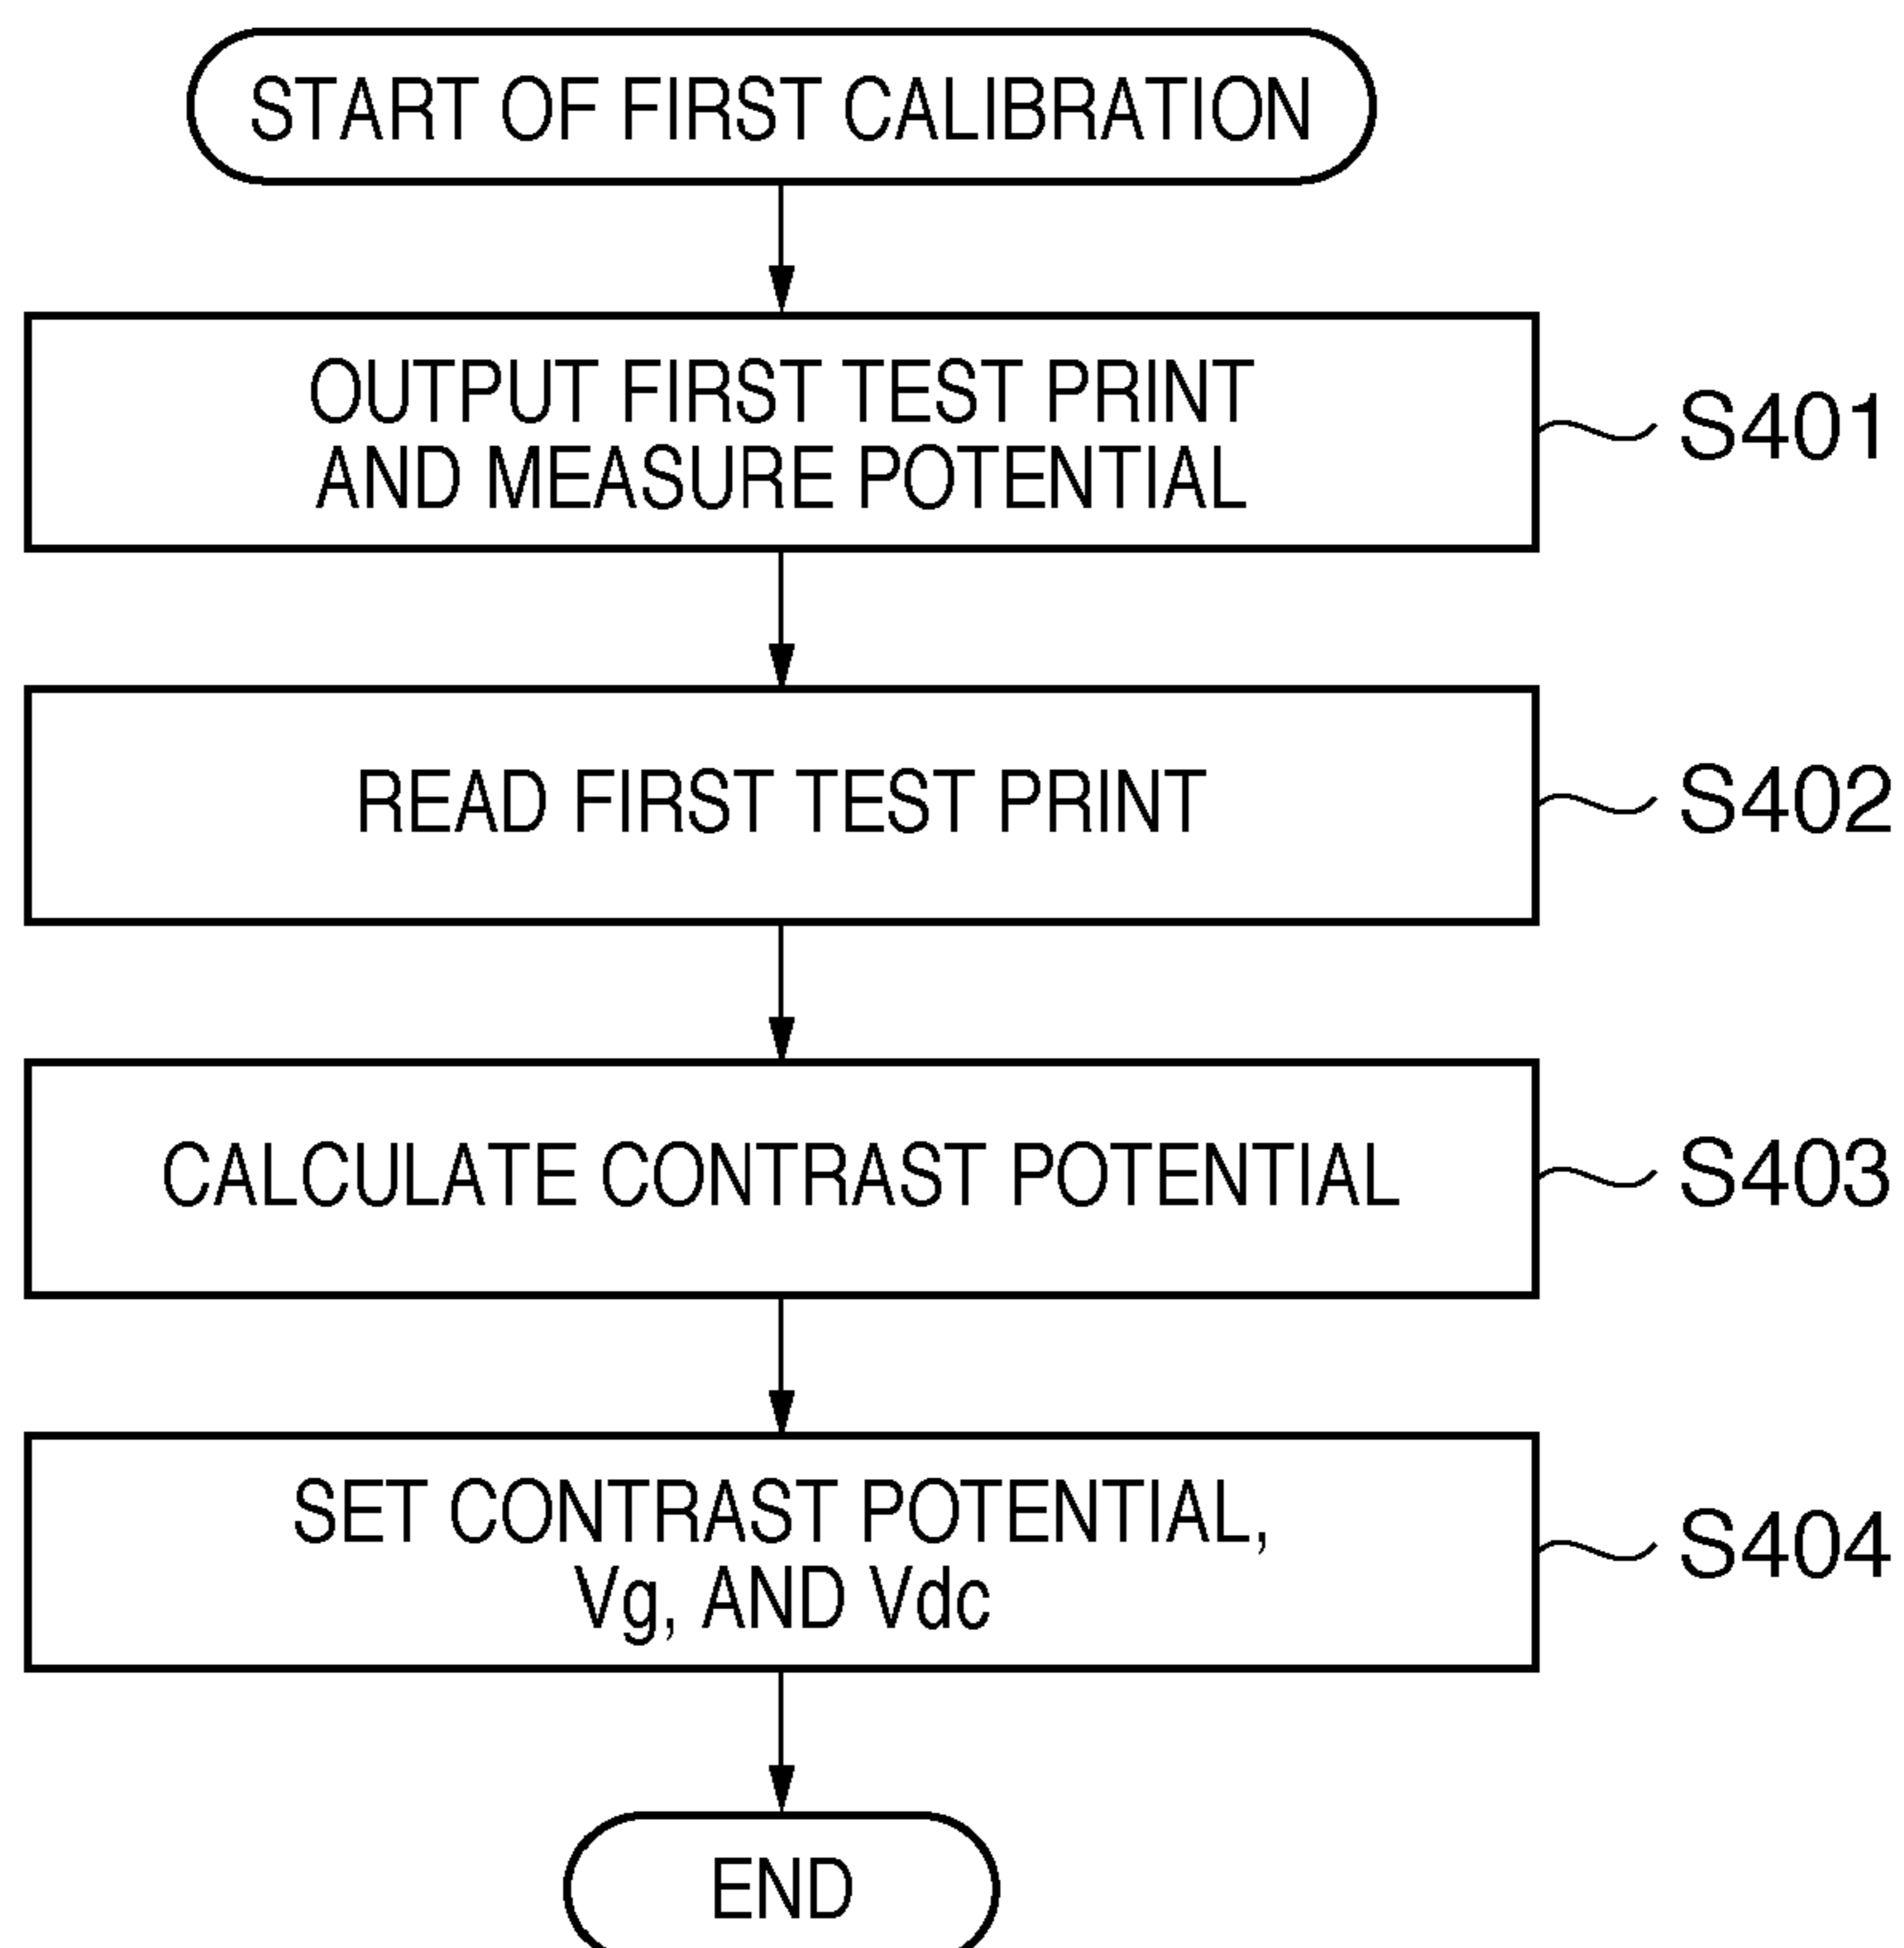 START OF FIRST CALIBRATION
OUTPUT FIRST TEST PRINT
AND MEASURE POTENTIAL
S401
READ FIRST TEST PRINT
S402
CALCULATE CONTRAST POTENTIAL
S403
SET CONTRAST POTENTIAL,
Vg, AND Vdc
S404
END